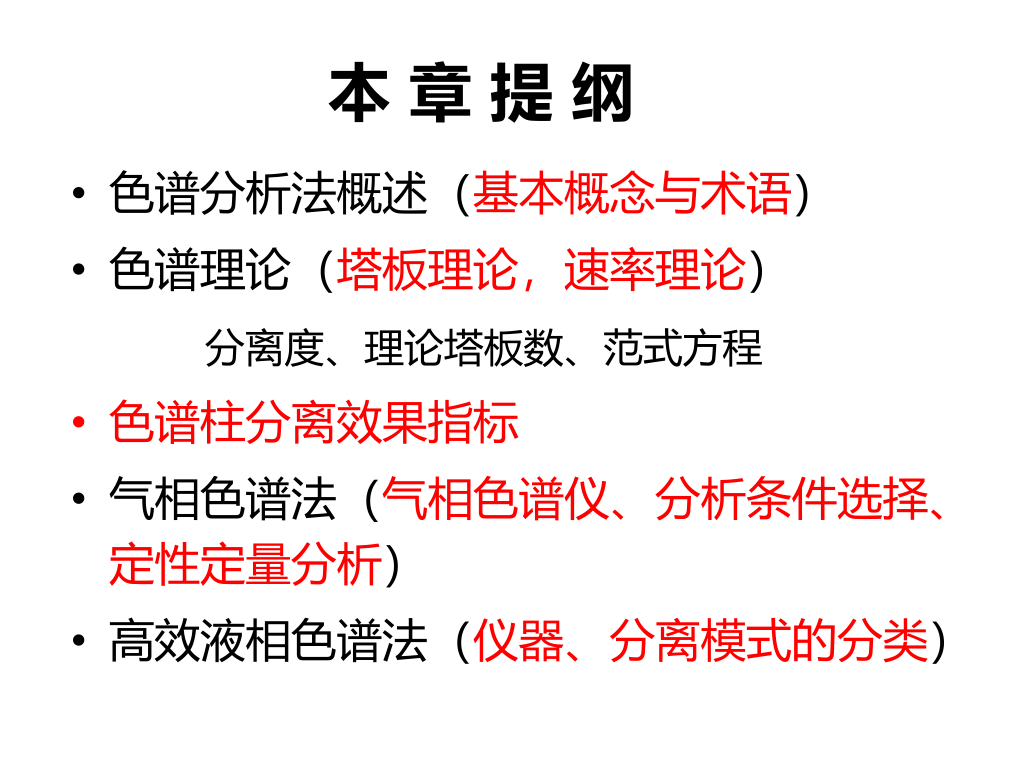 本 章 提 纲
• 色谱分析法概述（基本概念与术语）
• 色谱理论（塔板理论，速率理论）
分离度、理论塔板数、范式方程
• 色谱柱分离效果指标
• 气相色谱法（气相色谱仪、分析条件选择、
定性定量分析）
• 高效液相色谱法（仪器、分离模式的分类）